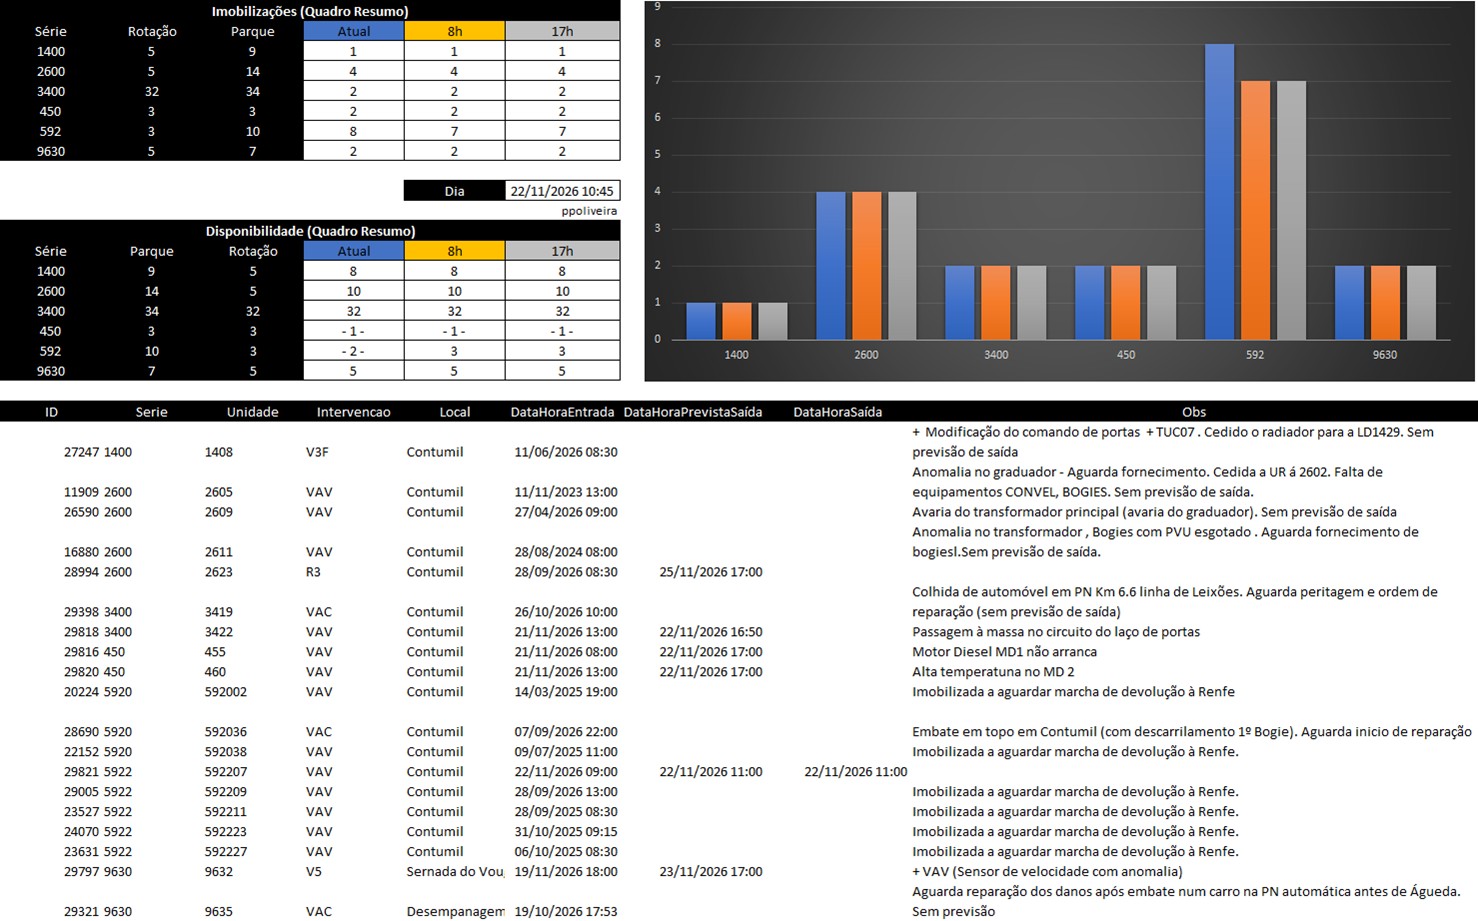 Imobilizações (Quadro Resumo)
Série Rotação Parque Atual 8h 17h
1400 5 9 1 1 1
2600 5 14 4 4 4
3400 32 34 2 2 2
450 3 3 2 2 2
592 3 10 8 7 7
9630 5 7 2 2 2
Dia 22/11/2026 10:45
ppoliveira
Disponibilidade (Quadro Resumo)
Série Parque Rotação Atual 8h 17h
1400 9 5 8 8 8
2600 14 5 10 10 10
3400 34 32 32 32 32
450 3 3 - 1 - - 1 - - 1 -
592 10 3 - 2 - 3 3
9630 7 5 5 5 5
9
8
7
6
5
4
3
2
1
0
1400 2600 3400 450 592 9630
ID Serie Unidade Intervencao Local DataHoraEntrada DataHoraPrevistaSaída DataHoraSaída Obs
+ Modificação do comando de portas + TUC07 . Cedido o radiador para a LD1429. Sem
27247 1400 1408 V3F Contumil 11/06/2026 08:30 previsão de saída
Anomalia no graduador - Aguarda fornecimento. Cedida a UR á 2602. Falta de
11909 2600 2605 VAV Contumil 11/11/2023 13:00 equipamentos CONVEL, BOGIES. Sem previsão de saída.
26590 2600 2609 VAV Contumil 27/04/2026 09:00 Avaria do transformador principal (avaria do graduador). Sem previsão de saída
Anomalia no transformador , Bogies com PVU esgotado . Aguarda fornecimento de
16880 2600 2611 VAV Contumil 28/08/2024 08:00 bogiesl.Sem previsão de saída.
28994 2600 2623 R3 Contumil 28/09/2026 08:30 25/11/2026 17:00
Colhida de automóvel em PN Km 6.6 linha de Leixões. Aguarda peritagem e ordem de
29398 3400 3419 VAC Contumil 26/10/2026 10:00 reparação (sem previsão de saída)
29818 3400 3422 VAV Contumil 21/11/2026 13:00 22/11/2026 16:50 Passagem à massa no circuito do laço de portas
29816 450 455 VAV Contumil 21/11/2026 08:00 22/11/2026 17:00 Motor Diesel MD1 não arranca
29820 450 460 VAV Contumil 21/11/2026 13:00 22/11/2026 17:00 Alta temperatura no MD 2
20224 5920 592002 VAV Contumil 14/03/2025 19:00 Imobilizada a aguardar marcha de devolução à Renfe
28690 5920 592036 VAC Contumil 07/09/2026 22:00 Embate em topo em Contumil (com descarrilamento 1º Bogie). Aguarda inicio de reparação
22152 5920 592038 VAV Contumil 09/07/2025 11:00 Imobilizada a aguardar marcha de devolução à Renfe.
29821 5922 592207 VAV Contumil 22/11/2026 09:00 22/11/2026 11:00 22/11/2026 11:00
29005 5922 592209 VAV Contumil 28/09/2026 13:00 Imobilizada a aguardar marcha de devolução à Renfe.
23527 5922 592211 VAV Contumil 28/09/2025 08:30 Imobilizada a aguardar marcha de devolução à Renfe.
24070 5922 592223 VAV Contumil 31/10/2025 09:15 Imobilizada a aguardar marcha de devolução à Renfe.
23631 5922 592227 VAV Contumil 06/10/2025 08:30 Imobilizada a aguardar marcha de devolução à Renfe.
29797 9630 9632 V5 Sernada do Vou 19/11/2026 18:00 23/11/2026 17:00 + VAV (Sensor de velocidade com anomalia)
Aguarda reparação dos danos após embate num carro na PN automática antes de Águeda.
29321 9630 9635 VAC Desempanagem 19/10/2026 17:53 Sem previsão